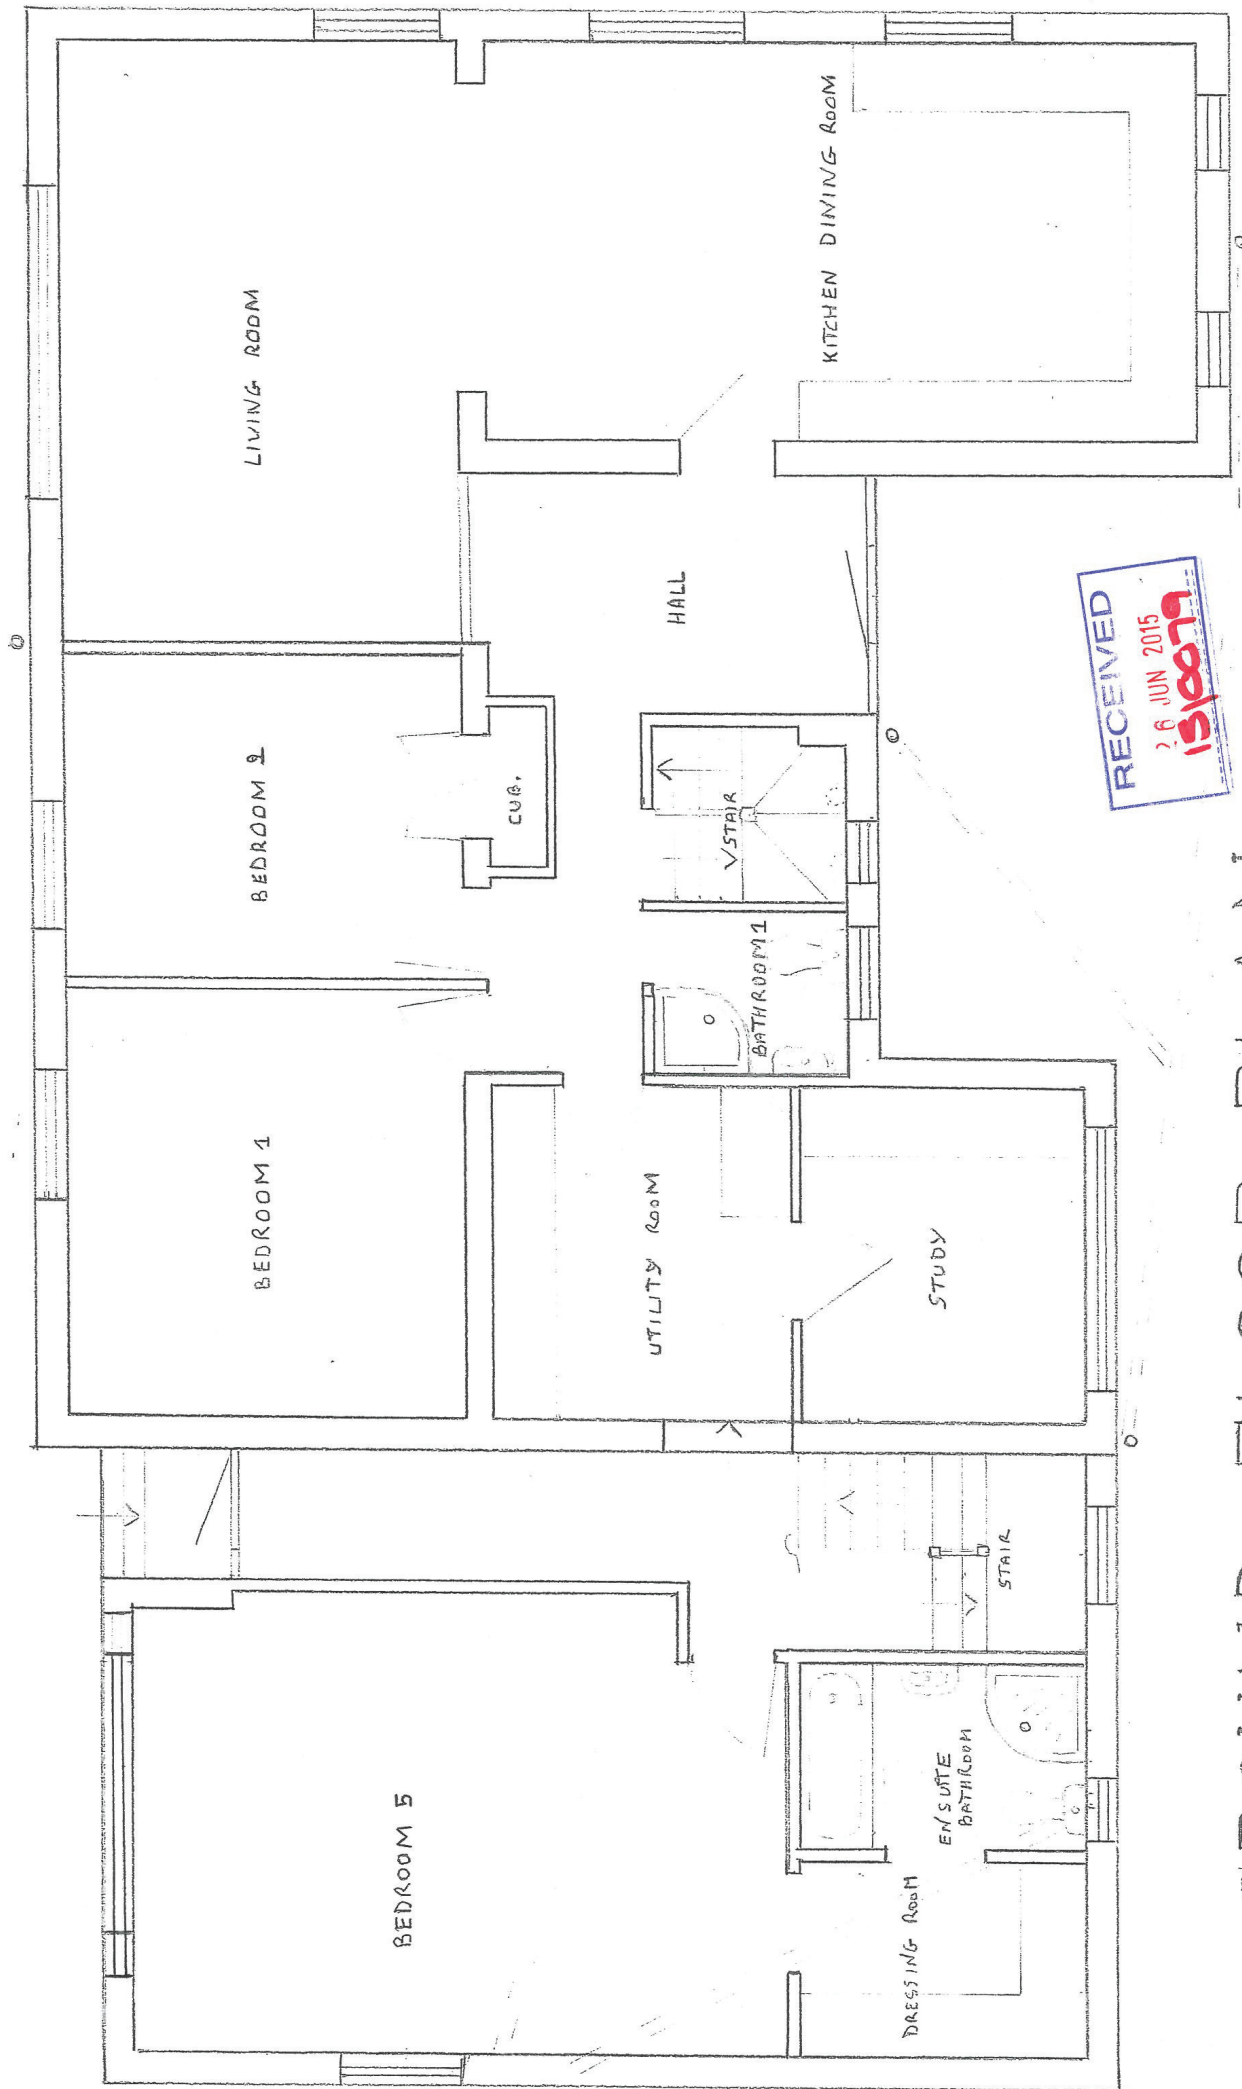 LIVING ROOM
KITCHEN DINING ROOM
BEDROOM 2
CUB.
HALL
STAIR
BATHROOM 1
BEDROOM 1
UTILITY ROOM
STUDY
STAIR
BEDROOM 5
ENSUITE
BATHROOM
DRESSING ROOM
RECEIVED
26 JUN 2015
15/0079